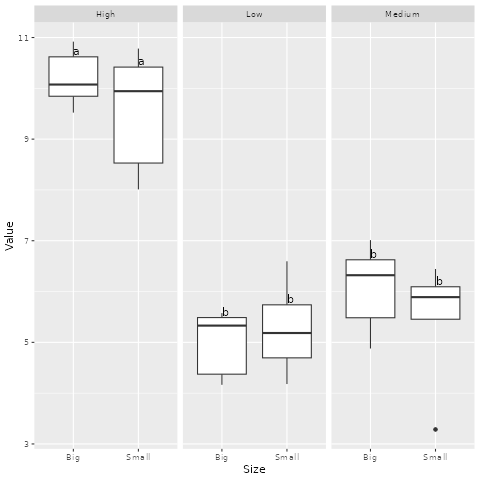 High Low Medium
11
a a
9
7
b b
b b
5
3
Big Small Big Small Big Small
Value
Size